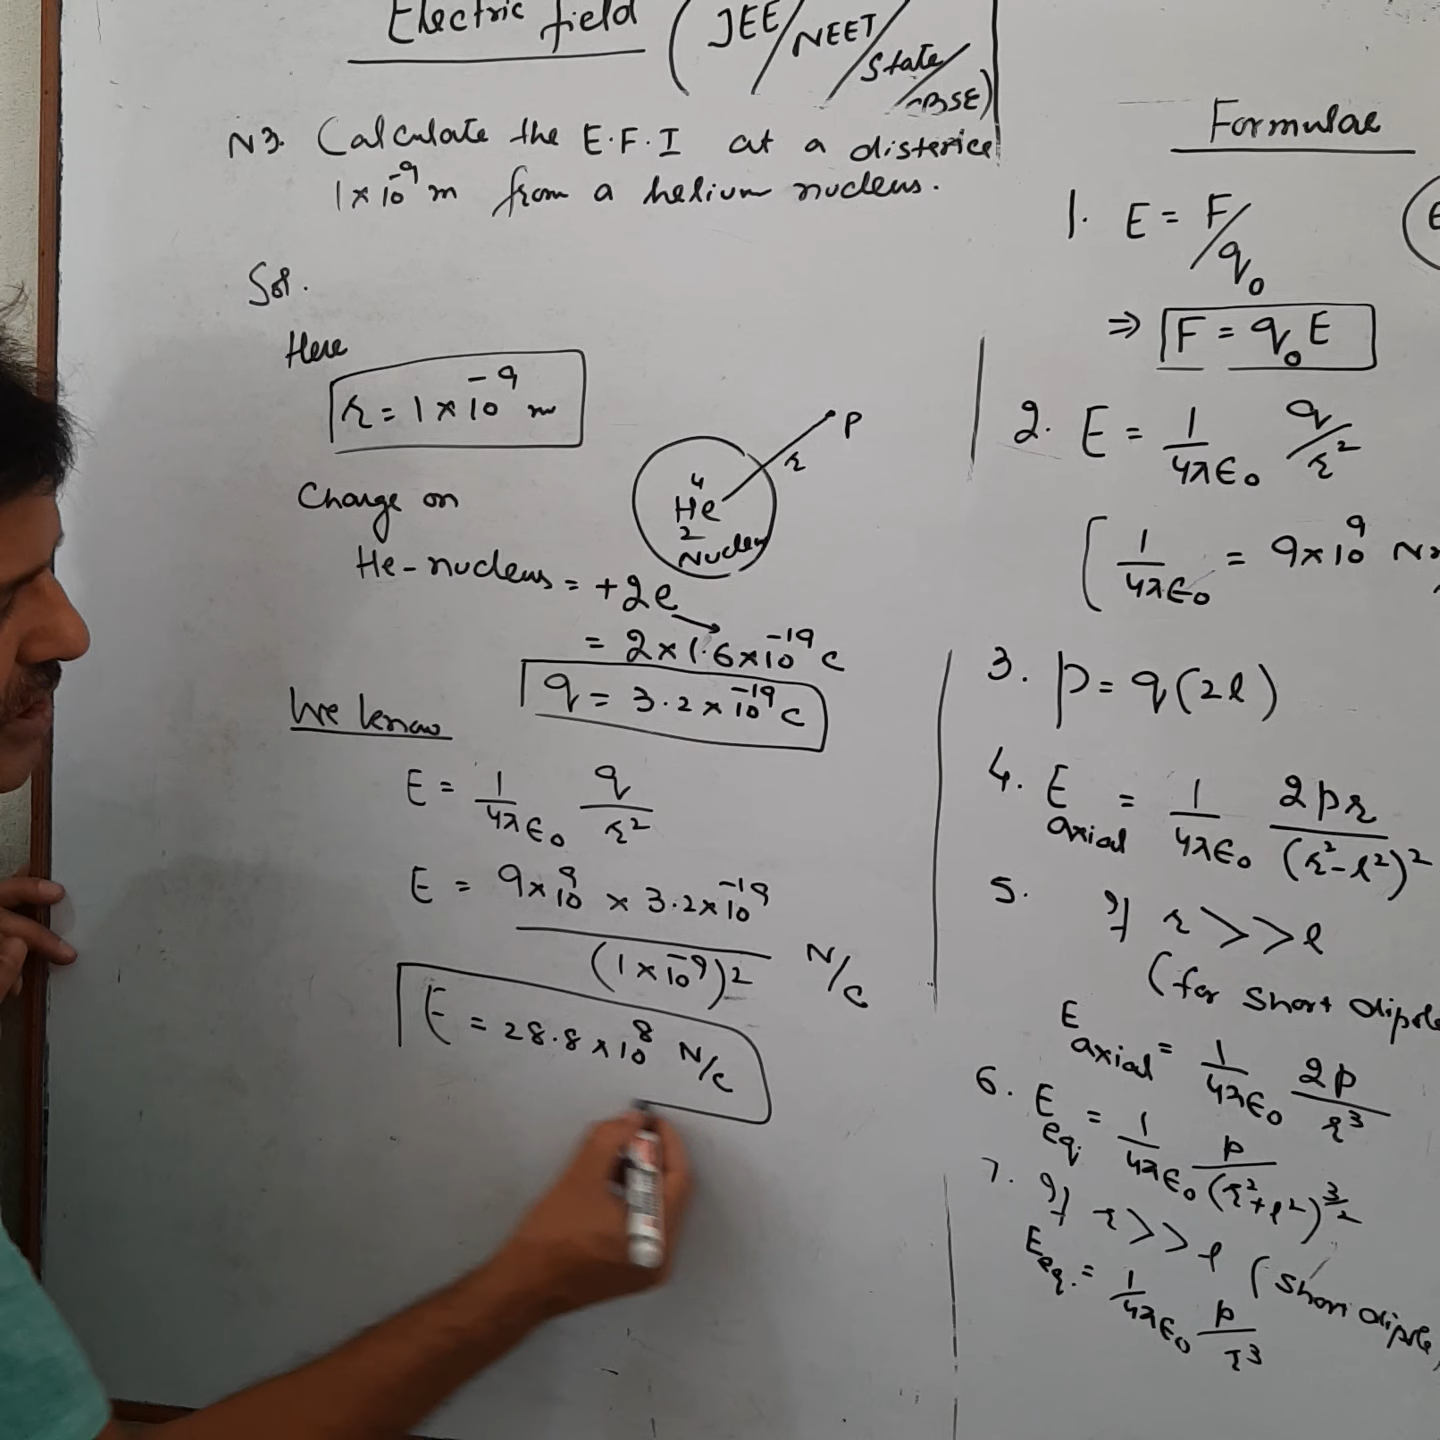 Electric field (JEE/NEET/State/CBSE)
N3. Calculate the E.F.I at a distance
1×10⁻⁹ m from a helium nucleus.
Sol.
Here
r = 1×10⁻⁹ m
P
r
4
He
2
Nucleus
Charge on
He-nucleus = +2e
= 2×1.6×10⁻¹⁹ C
q = 3.2×10⁻¹⁹ C
We know
E = 1/4πϵ₀ q/r²
E = 9×10⁹ × 3.2×10⁻¹⁹ / (1×10⁻⁹)² N/C
E = 28.8×10⁸ N/C
Formulae
1. E = F/q₀
⇒ F = q₀E
2. E = 1/4πϵ₀ q/r²
[1/4πϵ₀ = 9×10⁹ N
3. p = q(2l)
4. E axial = 1/4πϵ₀ 2pr/(r²-l²)²
5. If r >> l
(for short dipole
E axial = 1/4πϵ₀ 2p/r³
6. E eq. = 1/4πϵ₀ p/(r²+l²)^3/2
7. If r >> l (short dipole,
E eq. = 1/4πϵ₀ p/r³